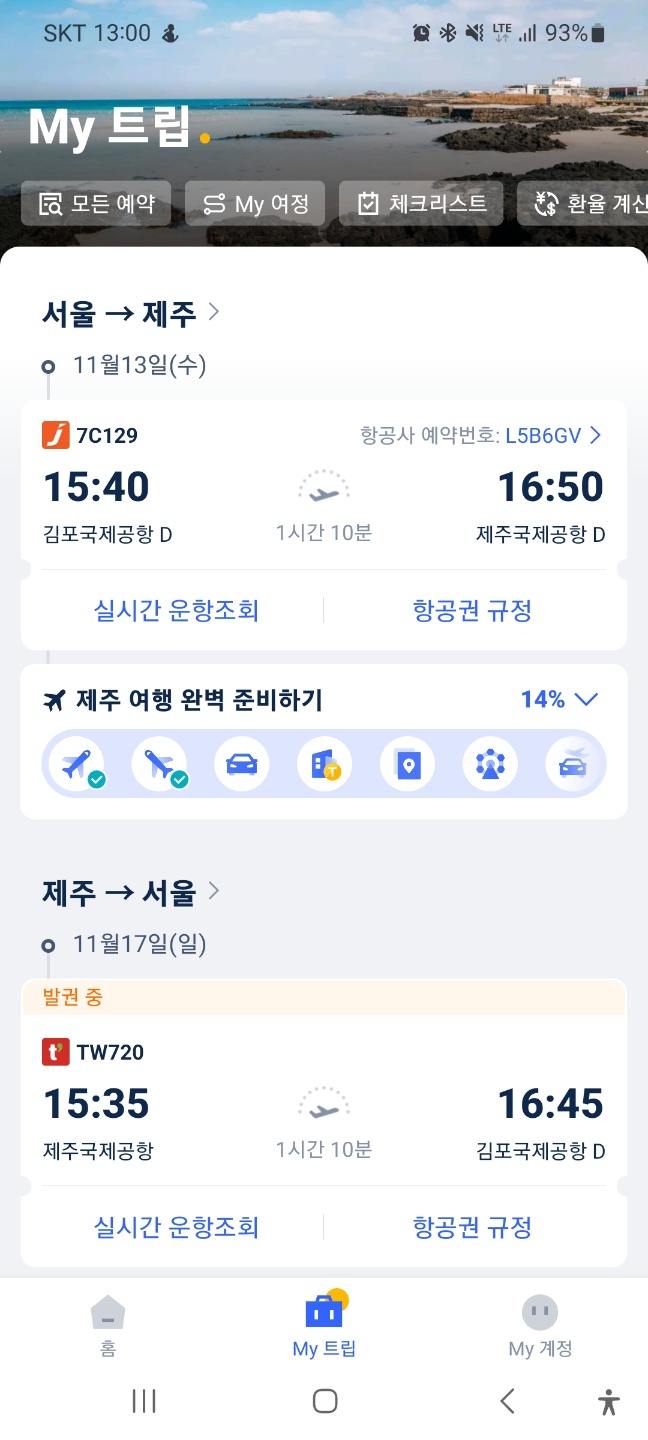 SKT 13:00 LTE 93%
My 트립.
모든 예약 My 여정 체크리스트 환율 계신
서울 → 제주
11월13일(수)
7C129 항공사 예약번호: L5B6GV
15:40 16:50
김포국제공항 D 1시간 10분 제주국제공항 D
실시간 운항조회 항공권 규정
제주 여행 완벽 준비하기 14%
제주 → 서울
11월17일(일)
발권 중
t' TW720
15:35 16:45
제주국제공항 1시간 10분 김포국제공항 D
실시간 운항조회 항공권 규정
홈 My 트립 My 계정